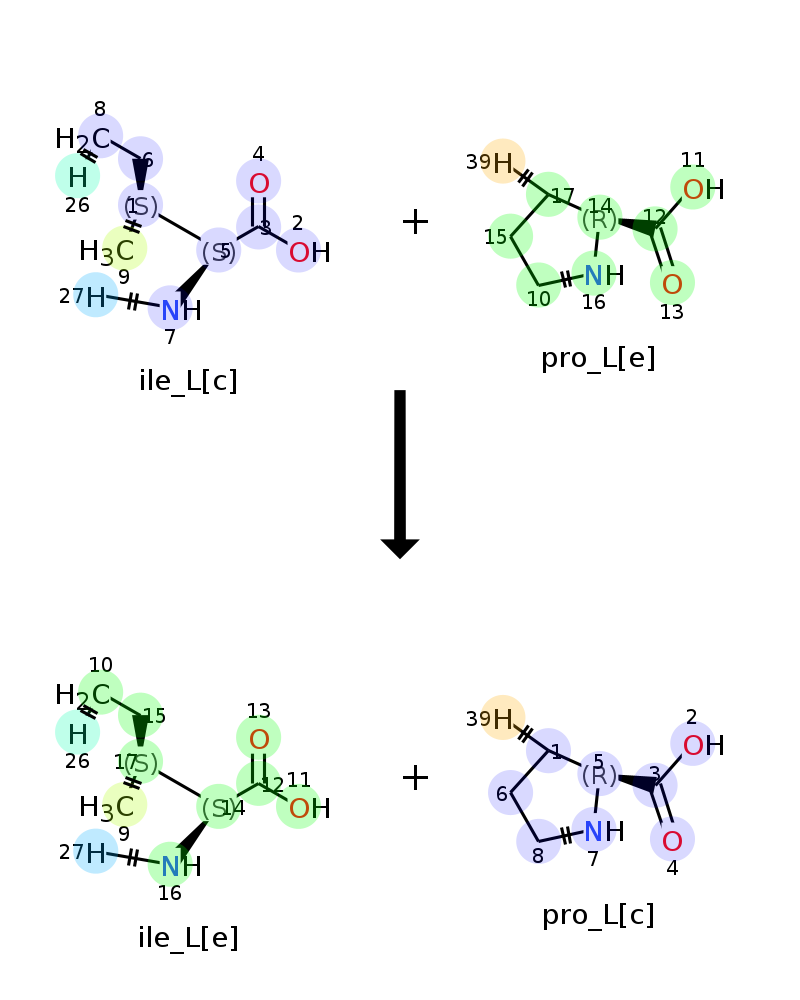 8
H2C 6
H 4
26 1(S) O 2
H3C (S)5 3 OH
9
27H NH
7
ile_L[c]
+
39H 17 14 11
(R) 12 OH
15
10 NH O
16 13
pro_L[e]
10
H2C 15 13
H O
26 17(S) 12 11
H3C (S)14 OH
9
27H NH
16
ile_L[e]
+
39H 1 5 2
(R) 3 OH
6
8 NH O
7 4
pro_L[c]